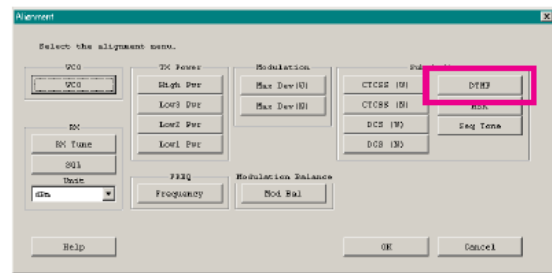 Alignment
Select the alignment menu.
VCO
TX Power
Modulation
VCO
High Pwr
Max Dev(W)
CTCSS (W)
DTMF
Low3 Pwr
Max Dev(N)
CTCSS (N)
MSK
RX
Low2 Pwr
DCS (W)
Seq Tone
RX Tune
Low1 Pwr
DCS (N)
SQL
Unit
FREQ
Modulation Balance
dBm
Frequency
Mod Bal
Help
OK
Cancel